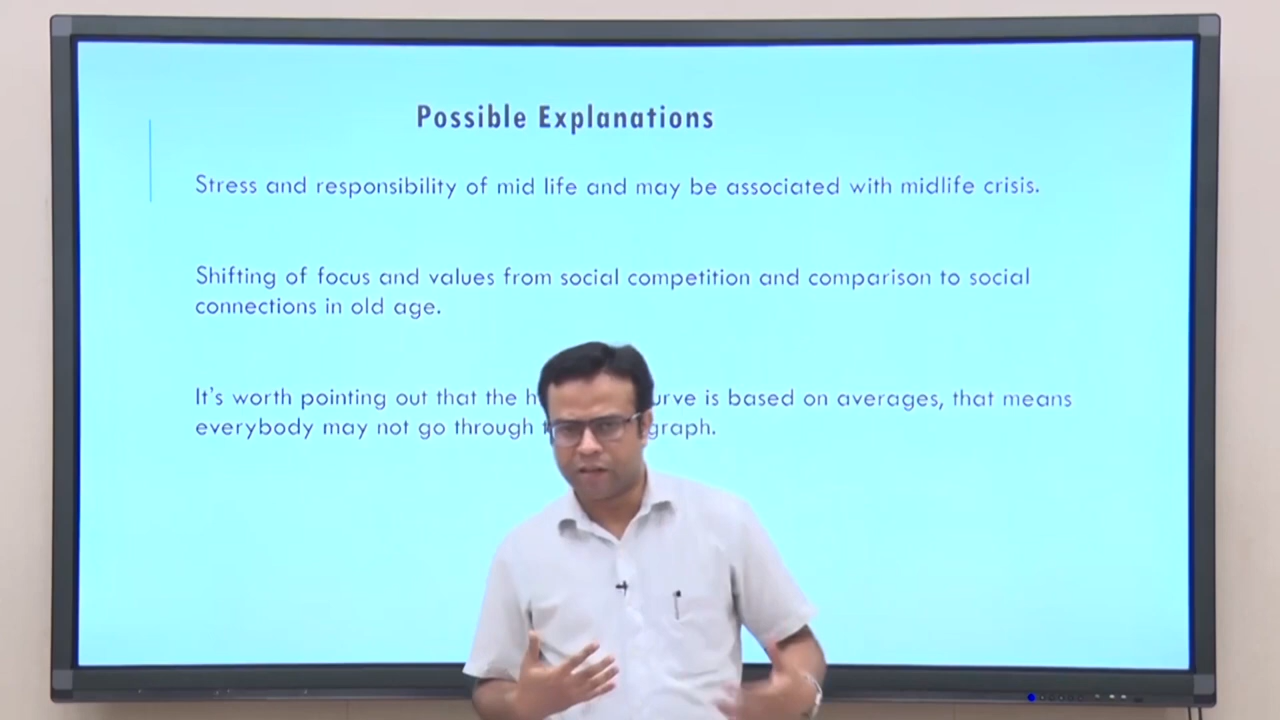 Possible Explanations
Stress and responsibility of mid life and may be associated with midlife crisis.
Shifting of focus and values from social competition and comparison to social
connections in old age.
It's worth pointing out that the is based on averages, that means
everybody may not go through graph.